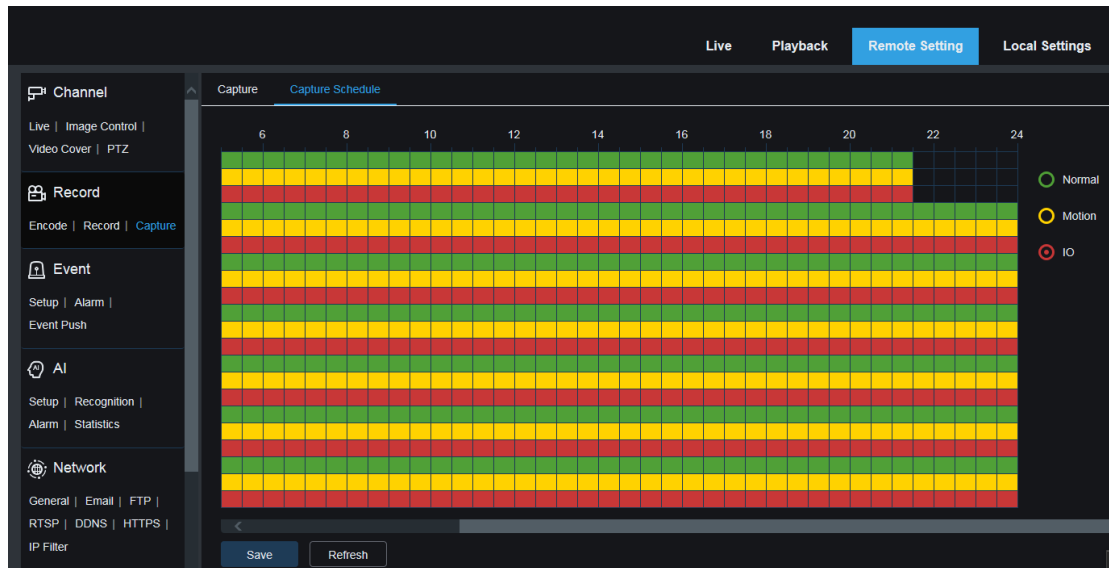 Live Playback Remote Setting Local Settings
Channel
Live | Image Control |
Video Cover | PTZ
Record
Encode | Record | Capture
Event
Setup | Alarm |
Event Push
AI
AI
Setup | Recognition |
Alarm | Statistics
Network
General | Email | FTP |
RTSP | DDNS | HTTPS |
IP Filter
Capture Capture Schedule
6 8 10 12 14 16 18 20 22 24
Normal
Motion
IO
Save Refresh